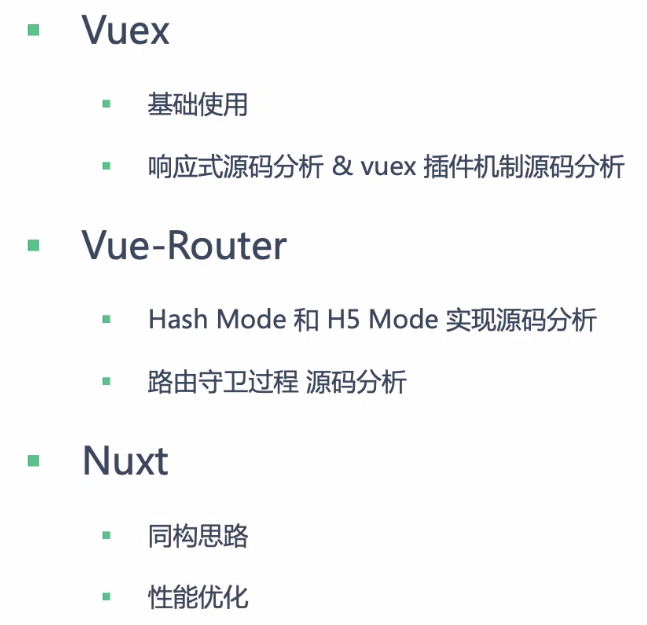 Vuex
基础使用
响应式源码分析 & vuex 插件机制源码分析
Vue-Router
Hash Mode 和 H5 Mode 实现源码分析
路由守卫过程 源码分析
Nuxt
同构思路
性能优化